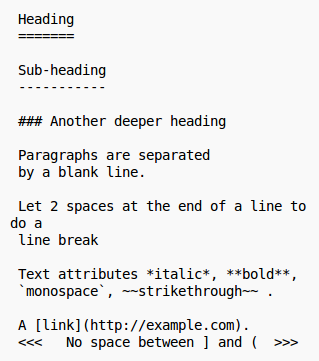 Heading
=======
Sub-heading
-----------
### Another deeper heading
Paragraphs are separated
by a blank line.
Let 2 spaces at the end of a line to
do a
line break
Text attributes *italic*, **bold**,
`monospace`, ~~strikethrough~~ .
A [link](http://example.com).
<<<   No space between ] and (  >>>